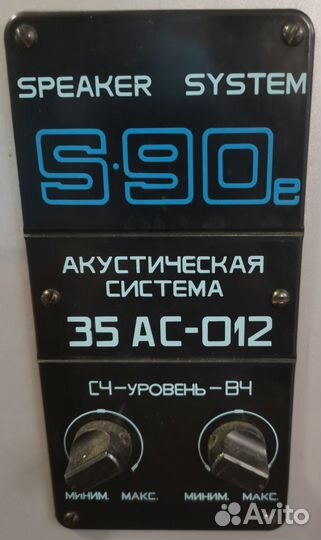 SPEAKER SYSTEM
S·90e
АКУСТИЧЕСКАЯ
СИСТЕМА
35 АС-012
СЧ-УРОВЕНЬ-ВЧ
МИНИМ. МАКС. МИНИМ. МАКС.
Avito